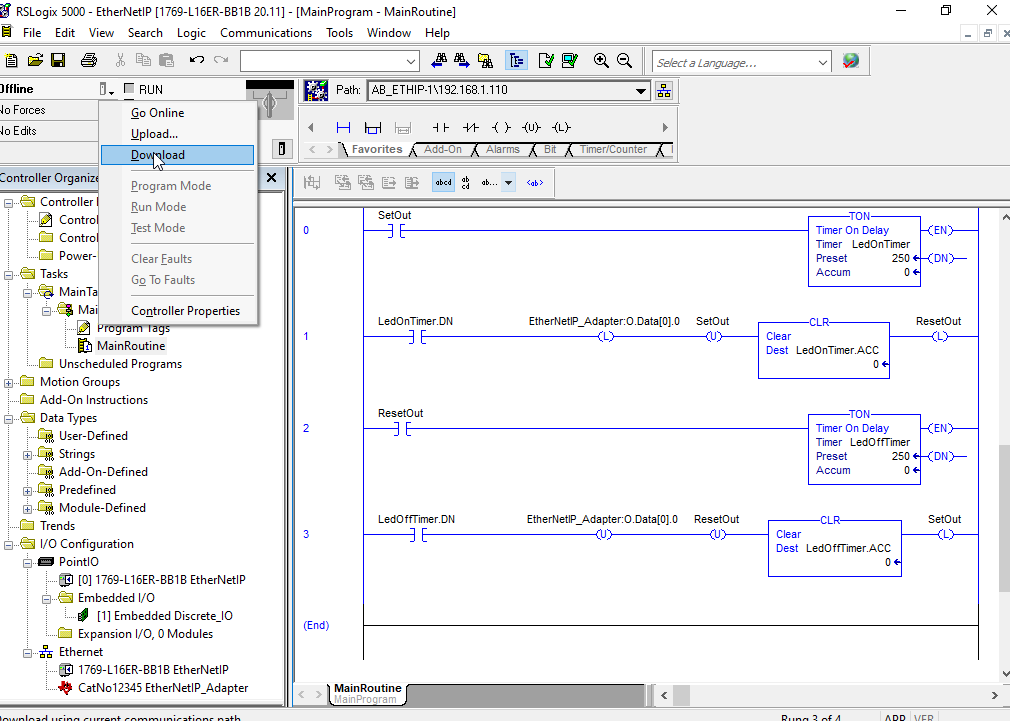 RSLogix 5000 - EtherNetIP [1769-L16ER-BB1B 20.11] - [MainProgram - MainRoutine]
File Edit View Search Logic Communications Tools Window Help
Select a Language...
Offline
RUN
No Forces
No Edits
Path: AB_ETHIP-1\192.168.1.110
Favorites Add-On Alarms Bit Timer/Counter
Go Online
Upload...
Download
Program Mode
Run Mode
Test Mode
Clear Faults
Go To Faults
Controller Properties
Controller Organize
Controller
Contro
Contro
Power-
Tasks
MainTa
Mai
Program Tags
MainRoutine
Unscheduled Programs
Motion Groups
Add-On Instructions
Data Types
User-Defined
Strings
Add-On-Defined
Predefined
Module-Defined
Trends
I/O Configuration
PointIO
[0] 1769-L16ER-BB1B EtherNetIP
Embedded I/O
[1] Embedded Discrete_IO
Expansion I/O, 0 Modules
Ethernet
1769-L16ER-BB1B EtherNetIP
CatNo12345 EtherNetIP_Adapter
abcd ab cd ab... <ab>
0
SetOut
TON
Timer On Delay
Timer LedOnTimer
Preset 250
Accum 0
EN
DN
1
LedOnTimer.DN
EtherNetIP_Adapter:O.Data[0].0
L
SetOut
U
CLR
Clear
Dest LedOnTimer.ACC
0
ResetOut
L
2
ResetOut
TON
Timer On Delay
Timer LedOffTimer
Preset 250
Accum 0
EN
DN
3
LedOffTimer.DN
EtherNetIP_Adapter:O.Data[0].0
U
ResetOut
U
CLR
Clear
Dest LedOffTimer.ACC
0
SetOut
L
(End)
MainRoutine
MainProgram
Download using current communications path
Rung 3 of 4
APP VER